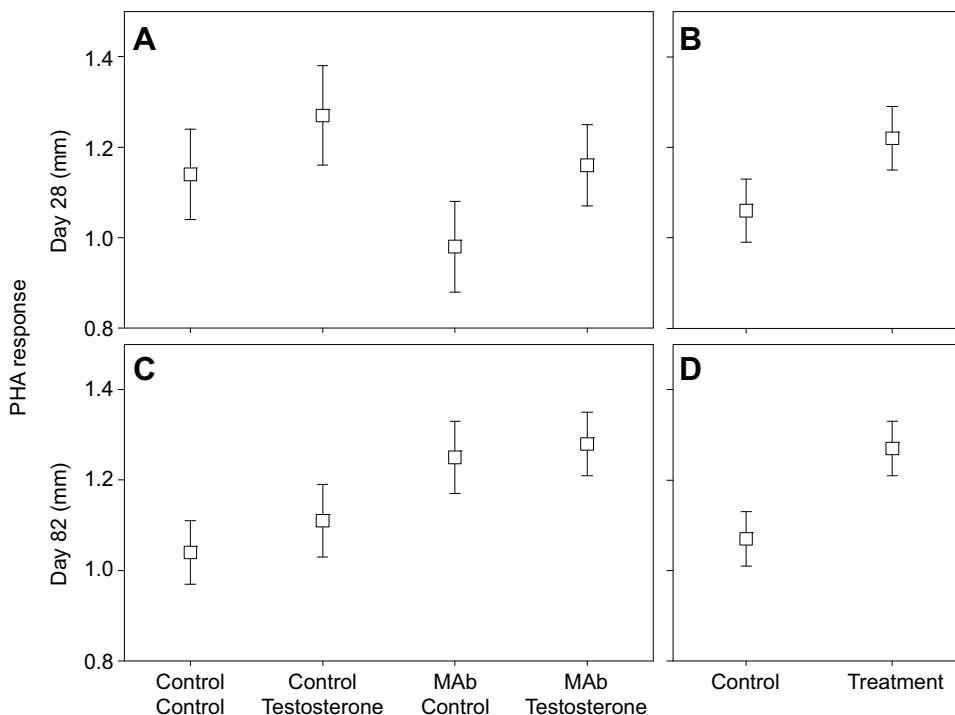 A
B
1.4
1.2
1.0
0.8
Day 28 (mm)
PHA response
C
D
1.4
1.2
1.0
0.8
Day 82 (mm)
Control Control MAb MAb Control Treatment
Control Testosterone Control Testosterone